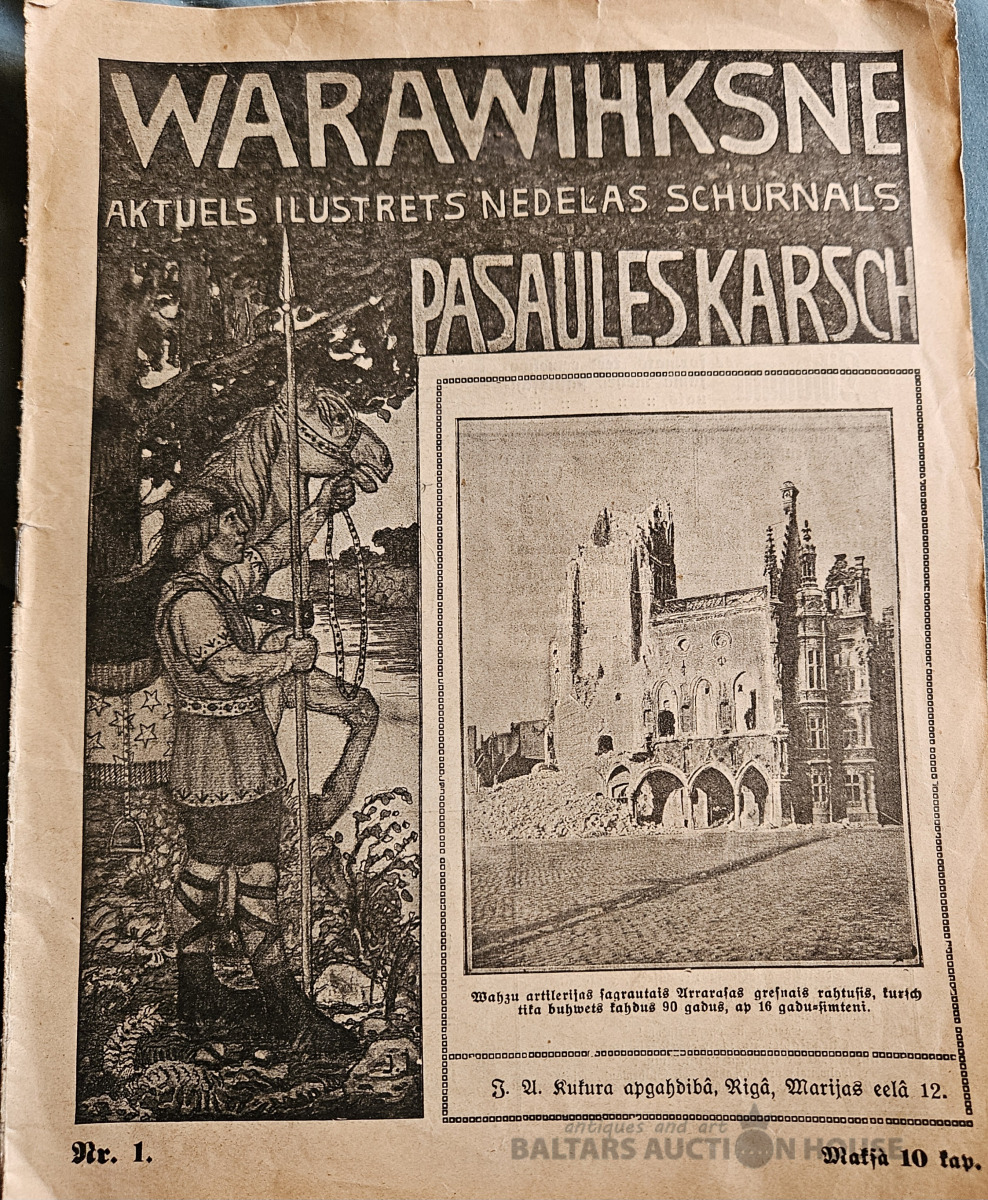 WARAWIHKSNE
AKTUELS ILUSTRETS NEDEĻAS SCHURNALS
PASAULES KARSCH
Wahzu artilerijas ſagrautais Arraraſas greſnais rahtuſis, kurſch
tika buhwets kahdus 90 gadus, ap 16 gadu⸗ſimteni.
J. A. Kukura apgahdibâ, Rigâ, Marijas eelâ 12.
antiques and art
BALTARS AUCTION HOUSE
Nr. 1.
Makſà 10 kap.